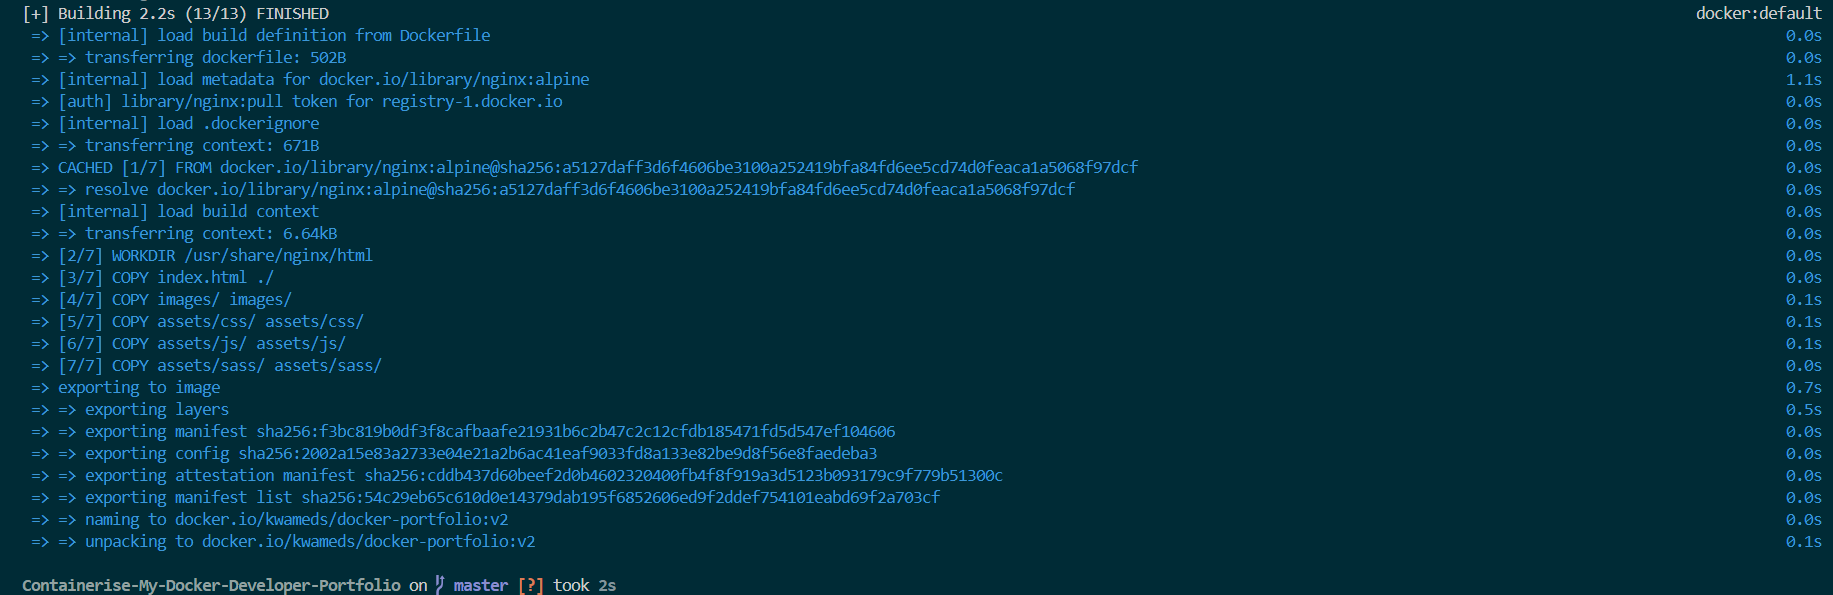 [+] Building 2.2s (13/13) FINISHED docker:default
=> [internal] load build definition from Dockerfile 0.0s
=> => transferring dockerfile: 502B 0.0s
=> [internal] load metadata for docker.io/library/nginx:alpine 1.1s
=> [auth] library/nginx:pull token for registry-1.docker.io 0.0s
=> [internal] load .dockerignore 0.0s
=> => transferring context: 671B 0.0s
=> CACHED [1/7] FROM docker.io/library/nginx:alpine@sha256:a5127daff3d6f4606be3100a252419bfa84fd6ee5cd74d0feaca1a5068f97dcf 0.0s
=> => resolve docker.io/library/nginx:alpine@sha256:a5127daff3d6f4606be3100a252419bfa84fd6ee5cd74d0feaca1a5068f97dcf 0.0s
=> [internal] load build context 0.0s
=> => transferring context: 6.64kB 0.0s
=> [2/7] WORKDIR /usr/share/nginx/html 0.0s
=> [3/7] COPY index.html ./ 0.0s
=> [4/7] COPY images/ images/ 0.1s
=> [5/7] COPY assets/css/ assets/css/ 0.1s
=> [6/7] COPY assets/js/ assets/js/ 0.1s
=> [7/7] COPY assets/sass/ assets/sass/ 0.0s
=> exporting to image 0.7s
=> => exporting layers 0.5s
=> => exporting manifest sha256:f3bc819b0df3f8cafbaafe21931b6c2b47c2c12cfdb185471fd5d547ef104606 0.0s
=> => exporting config sha256:2002a15e83a2733e04e21a2b6ac41eaf9033fd8a133e82be9d8f56e8faedeba3 0.0s
=> => exporting attestation manifest sha256:cddb437d60beef2d0b4602320400fb4f8f919a3d5123b093179c9f779b51300c 0.0s
=> => exporting manifest list sha256:54c29eb65c610d0e14379dab195f6852606ed9f2ddef754101eabd69f2a703cf 0.0s
=> => naming to docker.io/kwameds/docker-portfolio:v2 0.0s
=> => unpacking to docker.io/kwameds/docker-portfolio:v2 0.1s
Containerise-My-Docker-Developer-Portfolio on master [?] took 2s